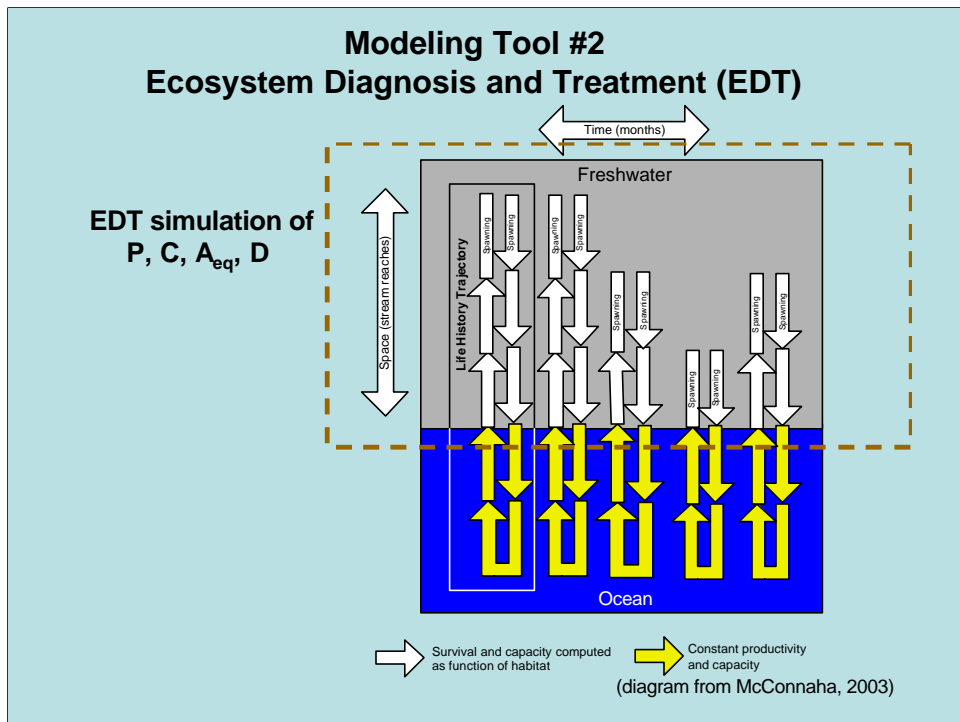 Modeling Tool #2
Ecosystem Diagnosis and Treatment (EDT)
Time (months)
Freshwater
EDT simulation of
P, C, Aeq, D
Space (stream reaches)
Life History Trajectory
Spawning
Spawning
Spawning
Spawning
Spawning
Spawning
Spawning
Spawning
Spawning
Spawning
Ocean
Survival and capacity computed
as function of habitat
Constant productivity
and capacity
(diagram from McConnaha, 2003)